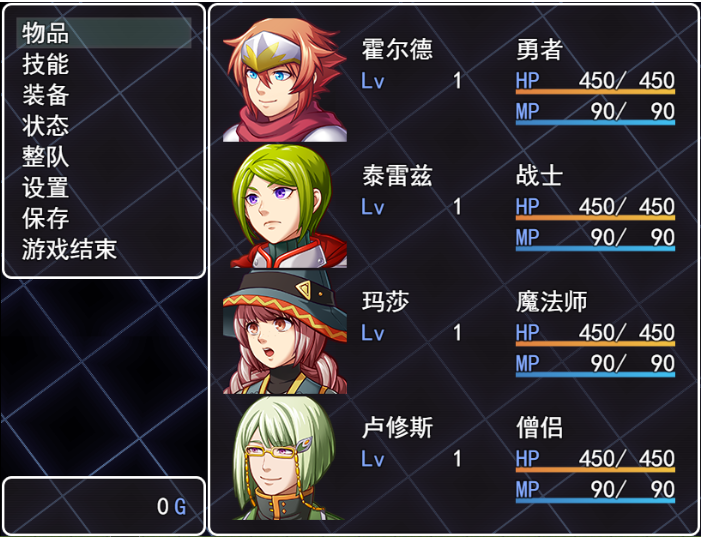 物品
技能
装备
状态
整队
设置
保存
游戏结束
0 G
霍尔德 勇者
Lv 1 HP 450/ 450
MP 90/ 90
泰雷兹 战士
Lv 1 HP 450/ 450
MP 90/ 90
玛莎 魔法师
Lv 1 HP 450/ 450
MP 90/ 90
卢修斯 僧侣
Lv 1 HP 450/ 450
MP 90/ 90